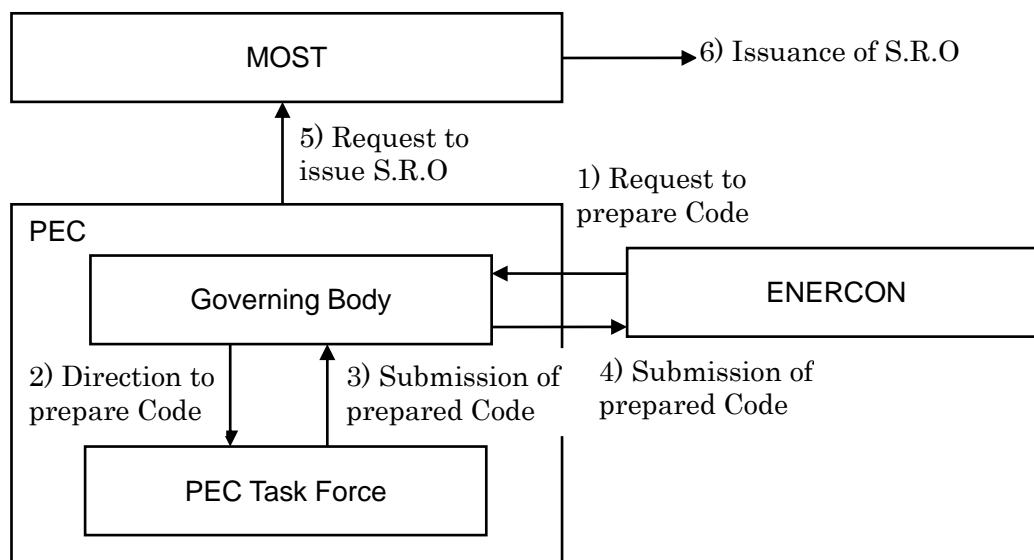 MOST
6) Issuance of S.R.O
5) Request to
issue S.R.O
1) Request to
prepare Code
PEC
Governing Body
ENERCON
2) Direction to
prepare Code
3) Submission of
prepared Code
4) Submission of
prepared Code
PEC Task Force